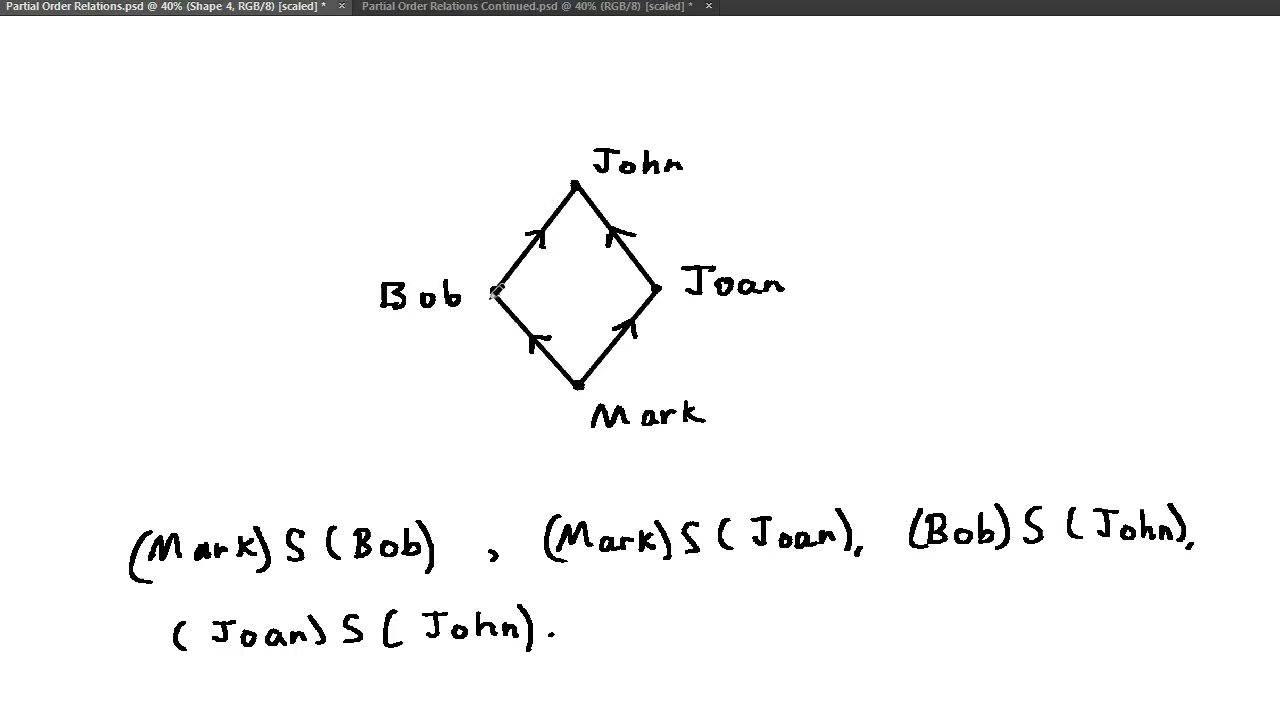 Partial Order Relations.psd @ 40% (Shape 4, RGB/8) [scaled] * × Partial Order Relations Continued.psd @ 40% (RGB/8) [scaled] * ×
John
Bob Joan
Mark
(Mark) S (Bob) , (Mark) S (Joan), (Bob) S (John),
(Joan) S (John).